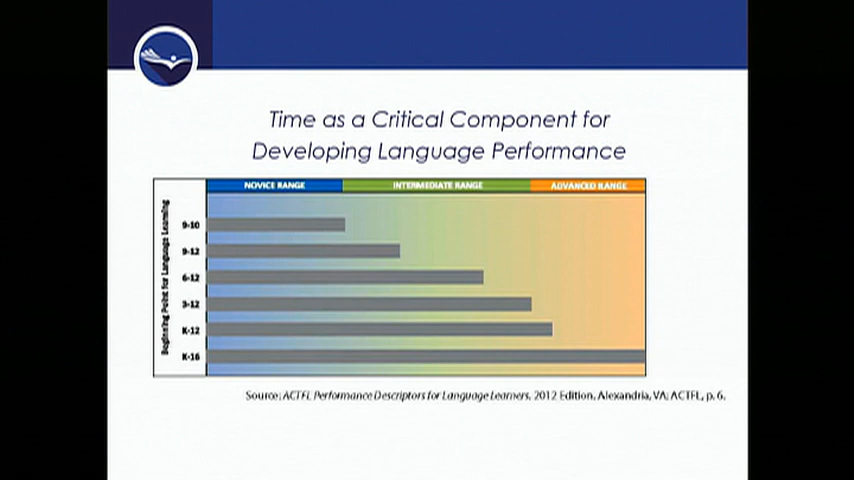 Time as a Critical Component for
Developing Language Performance
NOVICE RANGE INTERMEDIATE RANGE ADVANCED RANGE
Beginning Point for Language Learning
9-10
9-12
6-12
3-12
K-12
K-16
Source: ACTFL Performance Descriptors for Language Learners. 2012 Edition. Alexandria, VA: ACTFL, p. 6.